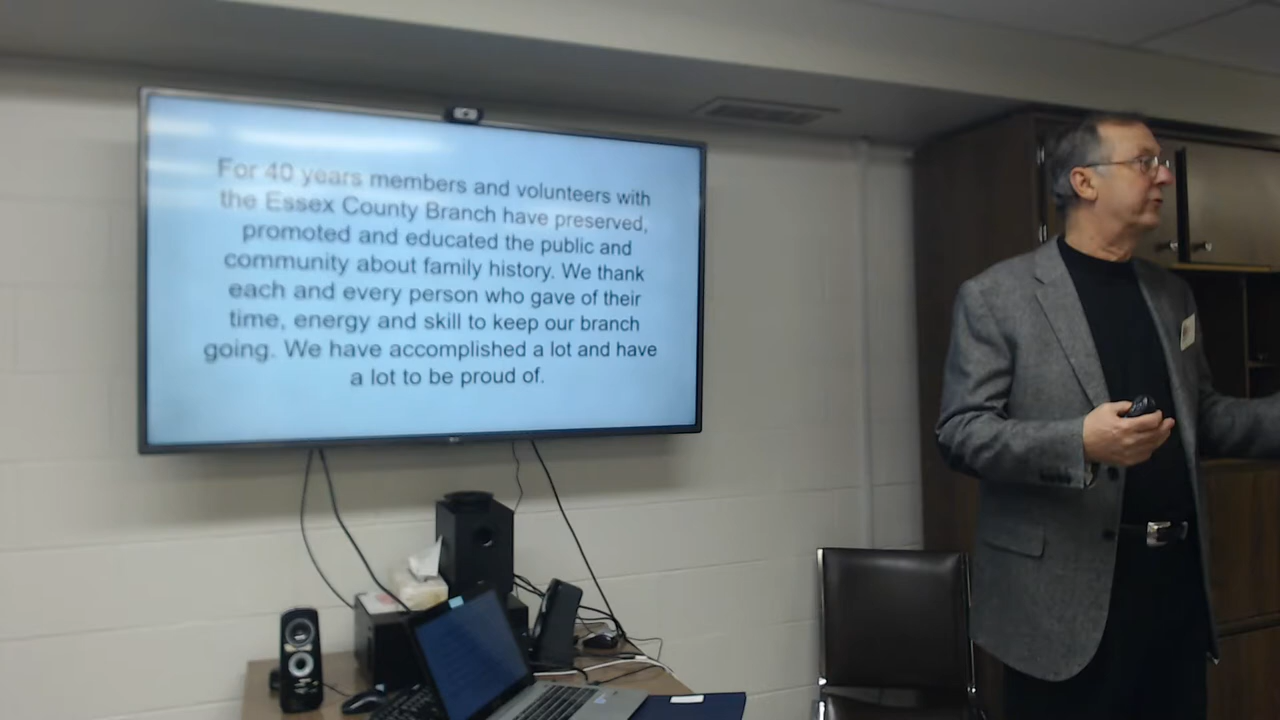 For 40 years members and volunteers with
the Essex County Branch have preserved,
promoted and educated the public and
community about family history. We thank
each and every person who gave of their
time, energy and skill to keep our branch
going. We have accomplished a lot and have
a lot to be proud of.